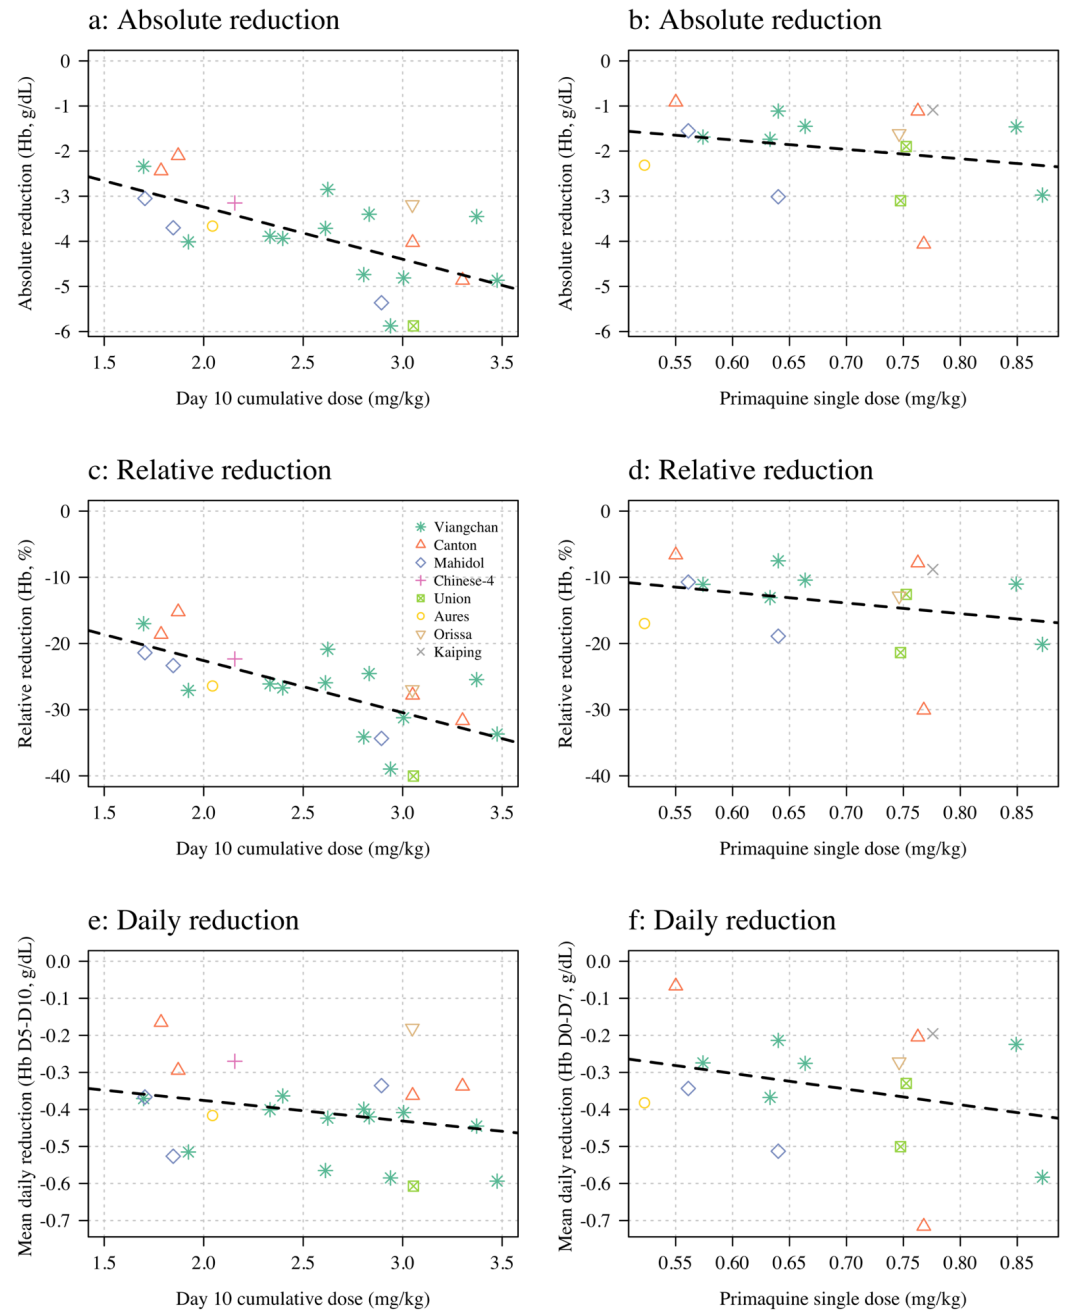 a: Absolute reduction
b: Absolute reduction
Absolute reduction (Hb, g/dL)
0
-1
-2
-3
-4
-5
-6
1.5 2.0 2.5 3.0 3.5
Day 10 cumulative dose (mg/kg)
Absolute reduction (Hb, g/dL)
0
-1
-2
-3
-4
-5
-6
0.55 0.60 0.65 0.70 0.75 0.80 0.85
Primaquine single dose (mg/kg)
c: Relative reduction
d: Relative reduction
Relative reduction (Hb, %)
0
-10
-20
-30
-40
Viangchan
Canton
Mahidol
Chinese-4
Union
Aures
Orissa
Kaiping
1.5 2.0 2.5 3.0 3.5
Day 10 cumulative dose (mg/kg)
Relative reduction (Hb, %)
0
-10
-20
-30
-40
0.55 0.60 0.65 0.70 0.75 0.80 0.85
Primaquine single dose (mg/kg)
e: Daily reduction
f: Daily reduction
Mean daily reduction (Hb D5-D10, g/dL)
0.0
-0.1
-0.2
-0.3
-0.4
-0.5
-0.6
-0.7
1.5 2.0 2.5 3.0 3.5
Day 10 cumulative dose (mg/kg)
Mean daily reduction (Hb D0-D7, g/dL)
0.0
-0.1
-0.2
-0.3
-0.4
-0.5
-0.6
-0.7
0.55 0.60 0.65 0.70 0.75 0.80 0.85
Primaquine single dose (mg/kg)